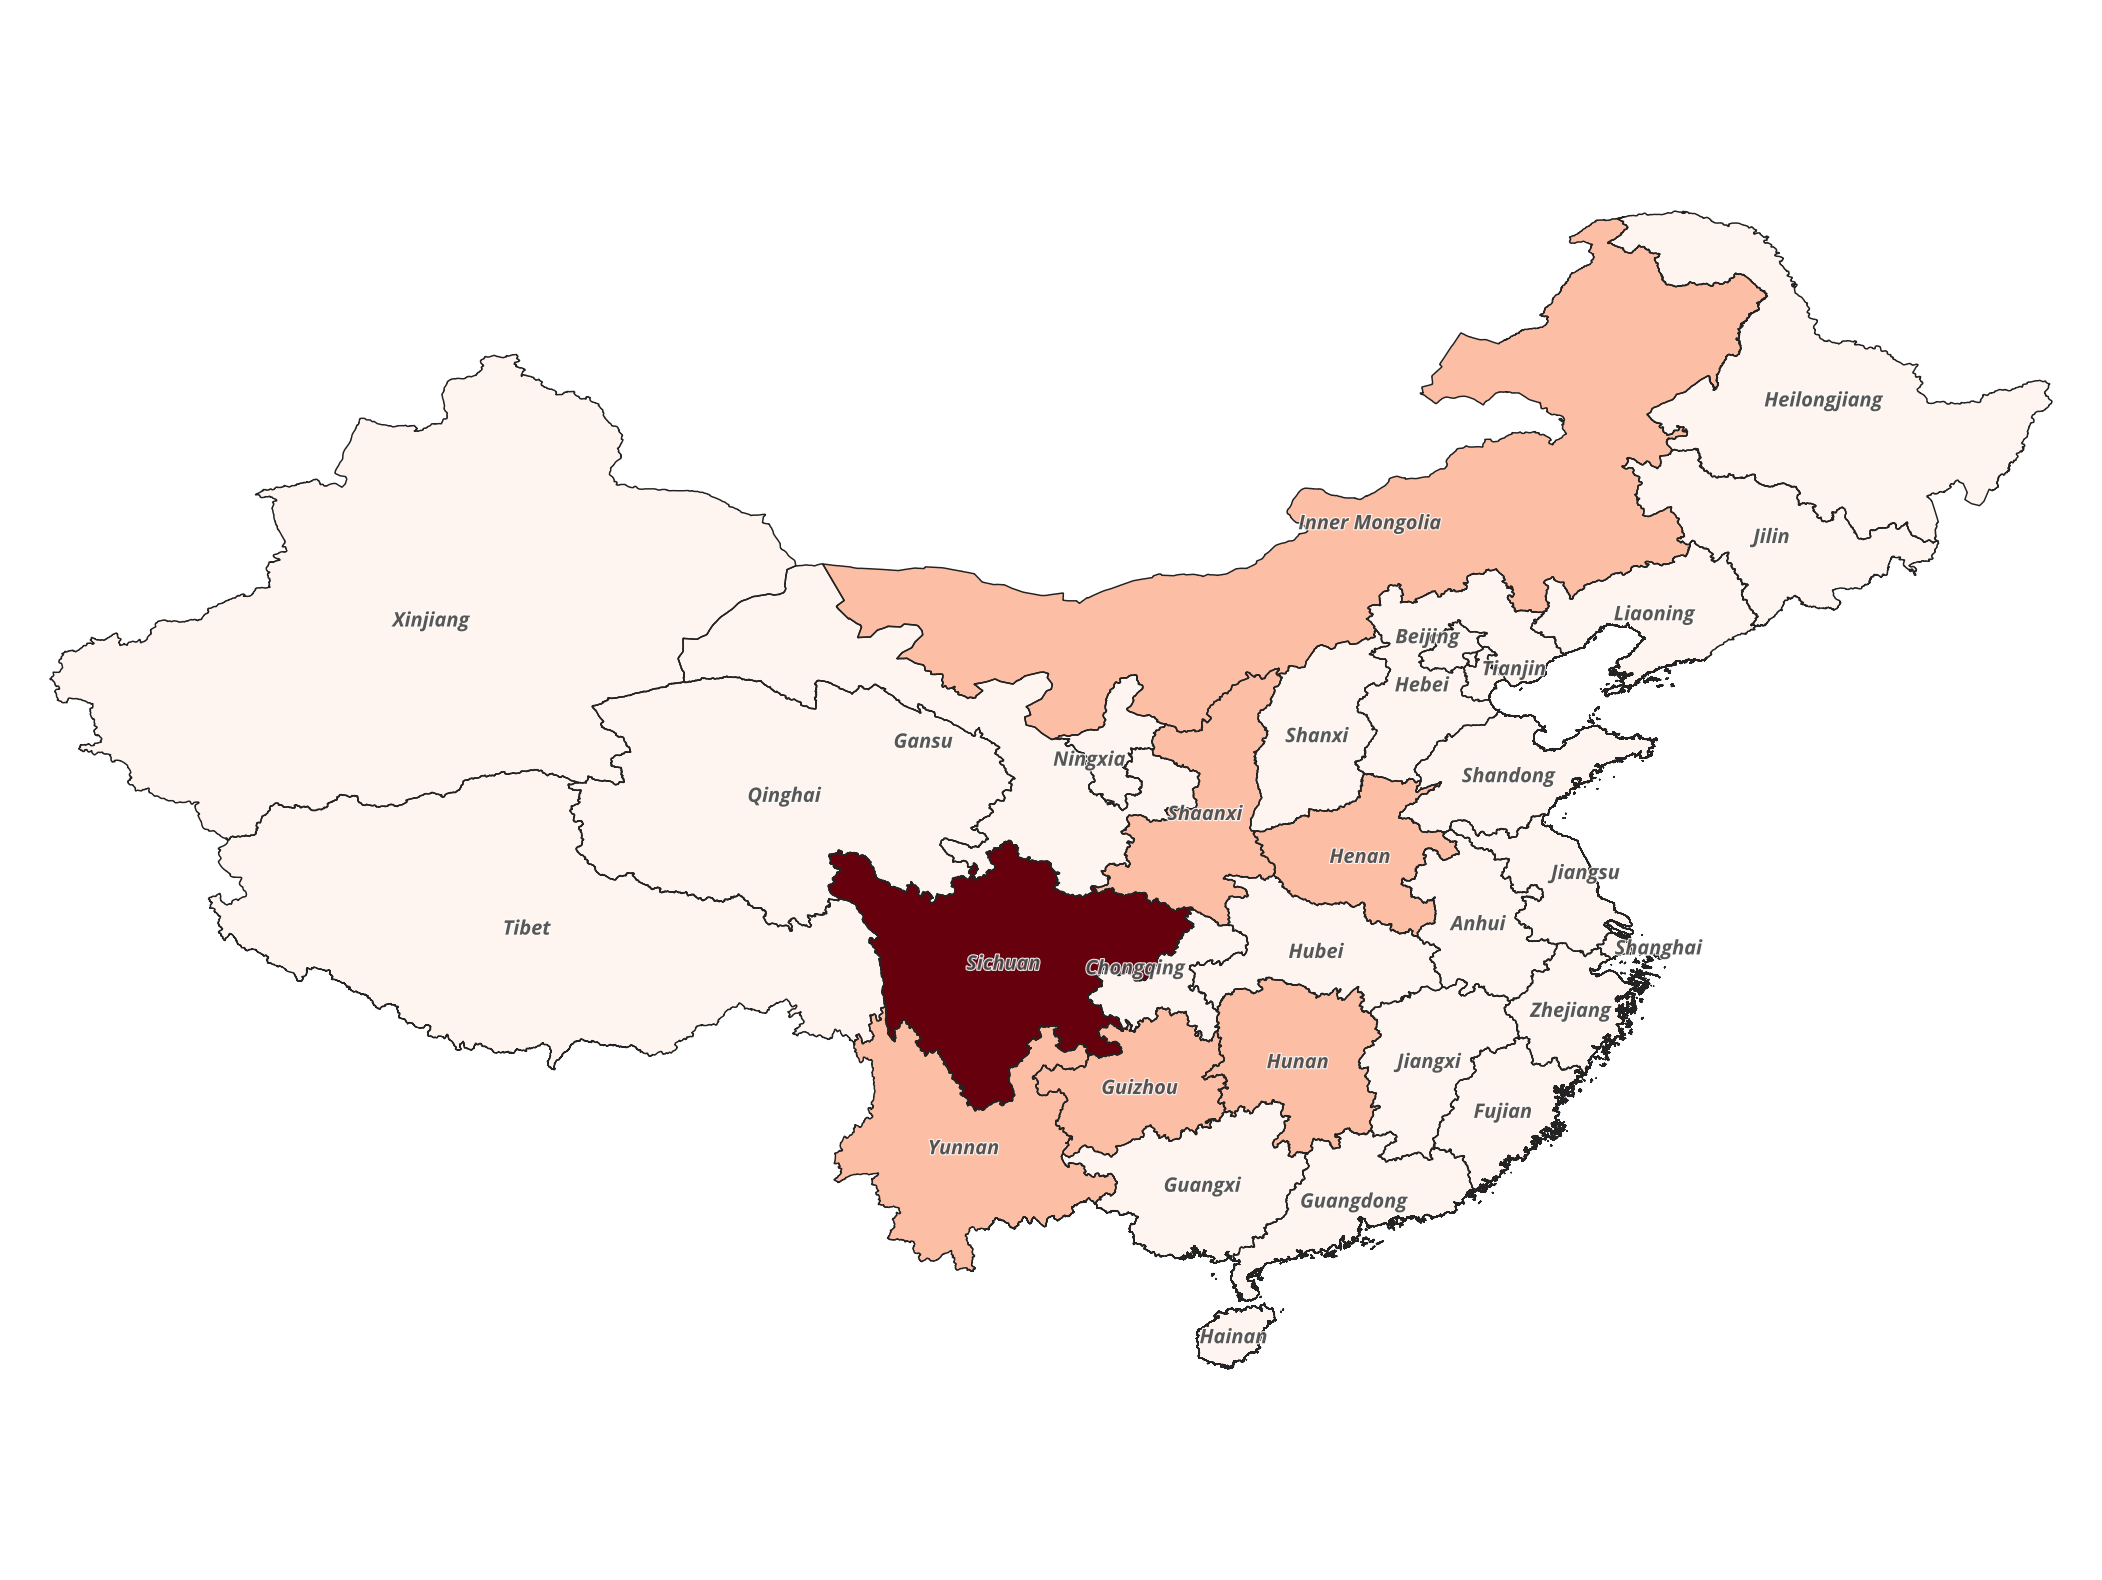 Heilongjiang
Inner Mongolia
Jilin
Xinjiang
Liaoning
Beijing
Tianjin
Hebei
Gansu
Shanxi
Ningxia
Shandong
Qinghai
Shaanxi
Henan
Jiangsu
Tibet
Anhui
Shanghai
Hubei
Sichuan
Chongqing
Zhejiang
Hunan
Jiangxi
Guizhou
Fujian
Yunnan
Guangxi
Guangdong
Hainan